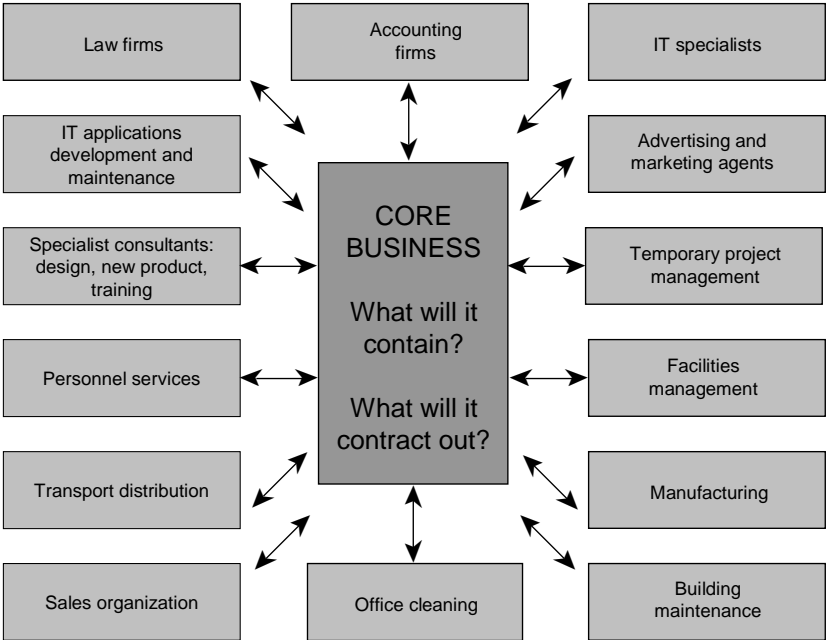 Law firms
Accounting
firms
IT specialists
IT applications
development and
maintenance
Advertising and
marketing agents
CORE
BUSINESS
What will it
contain?
What will it
contract out?
Specialist consultants:
design, new product,
training
Temporary project
management
Personnel services
Facilities
management
Transport distribution
Manufacturing
Sales organization
Office cleaning
Building
maintenance